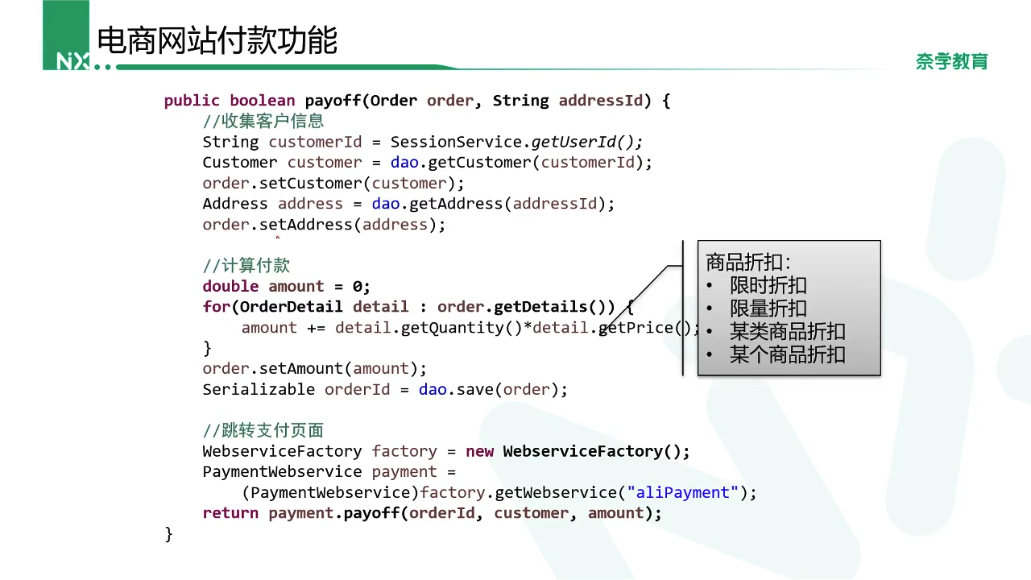 电商网站付款功能
NiX
奈学教育
public boolean payoff(Order order, String addressId) {
//收集客户信息
String customerId = SessionService.getUserId();
Customer customer = dao.getCustomer(customerId);
order.setCustomer(customer);
Address address = dao.getAddress(addressId);
order.setAddress(address);
//计算付款
double amount = 0;
for(OrderDetail detail : order.getDetails()) {
amount += detail.getQuantity()*detail.getPrice();
}
order.setAmount(amount);
Serializable orderId = dao.save(order);
//跳转支付页面
WebserviceFactory factory = new WebserviceFactory();
PaymentWebservice payment =
(PaymentWebservice)factory.getWebservice("aliPayment");
return payment.payoff(orderId, customer, amount);
}
商品折扣：
• 限时折扣
• 限量折扣
• 某类商品折扣
• 某个商品折扣